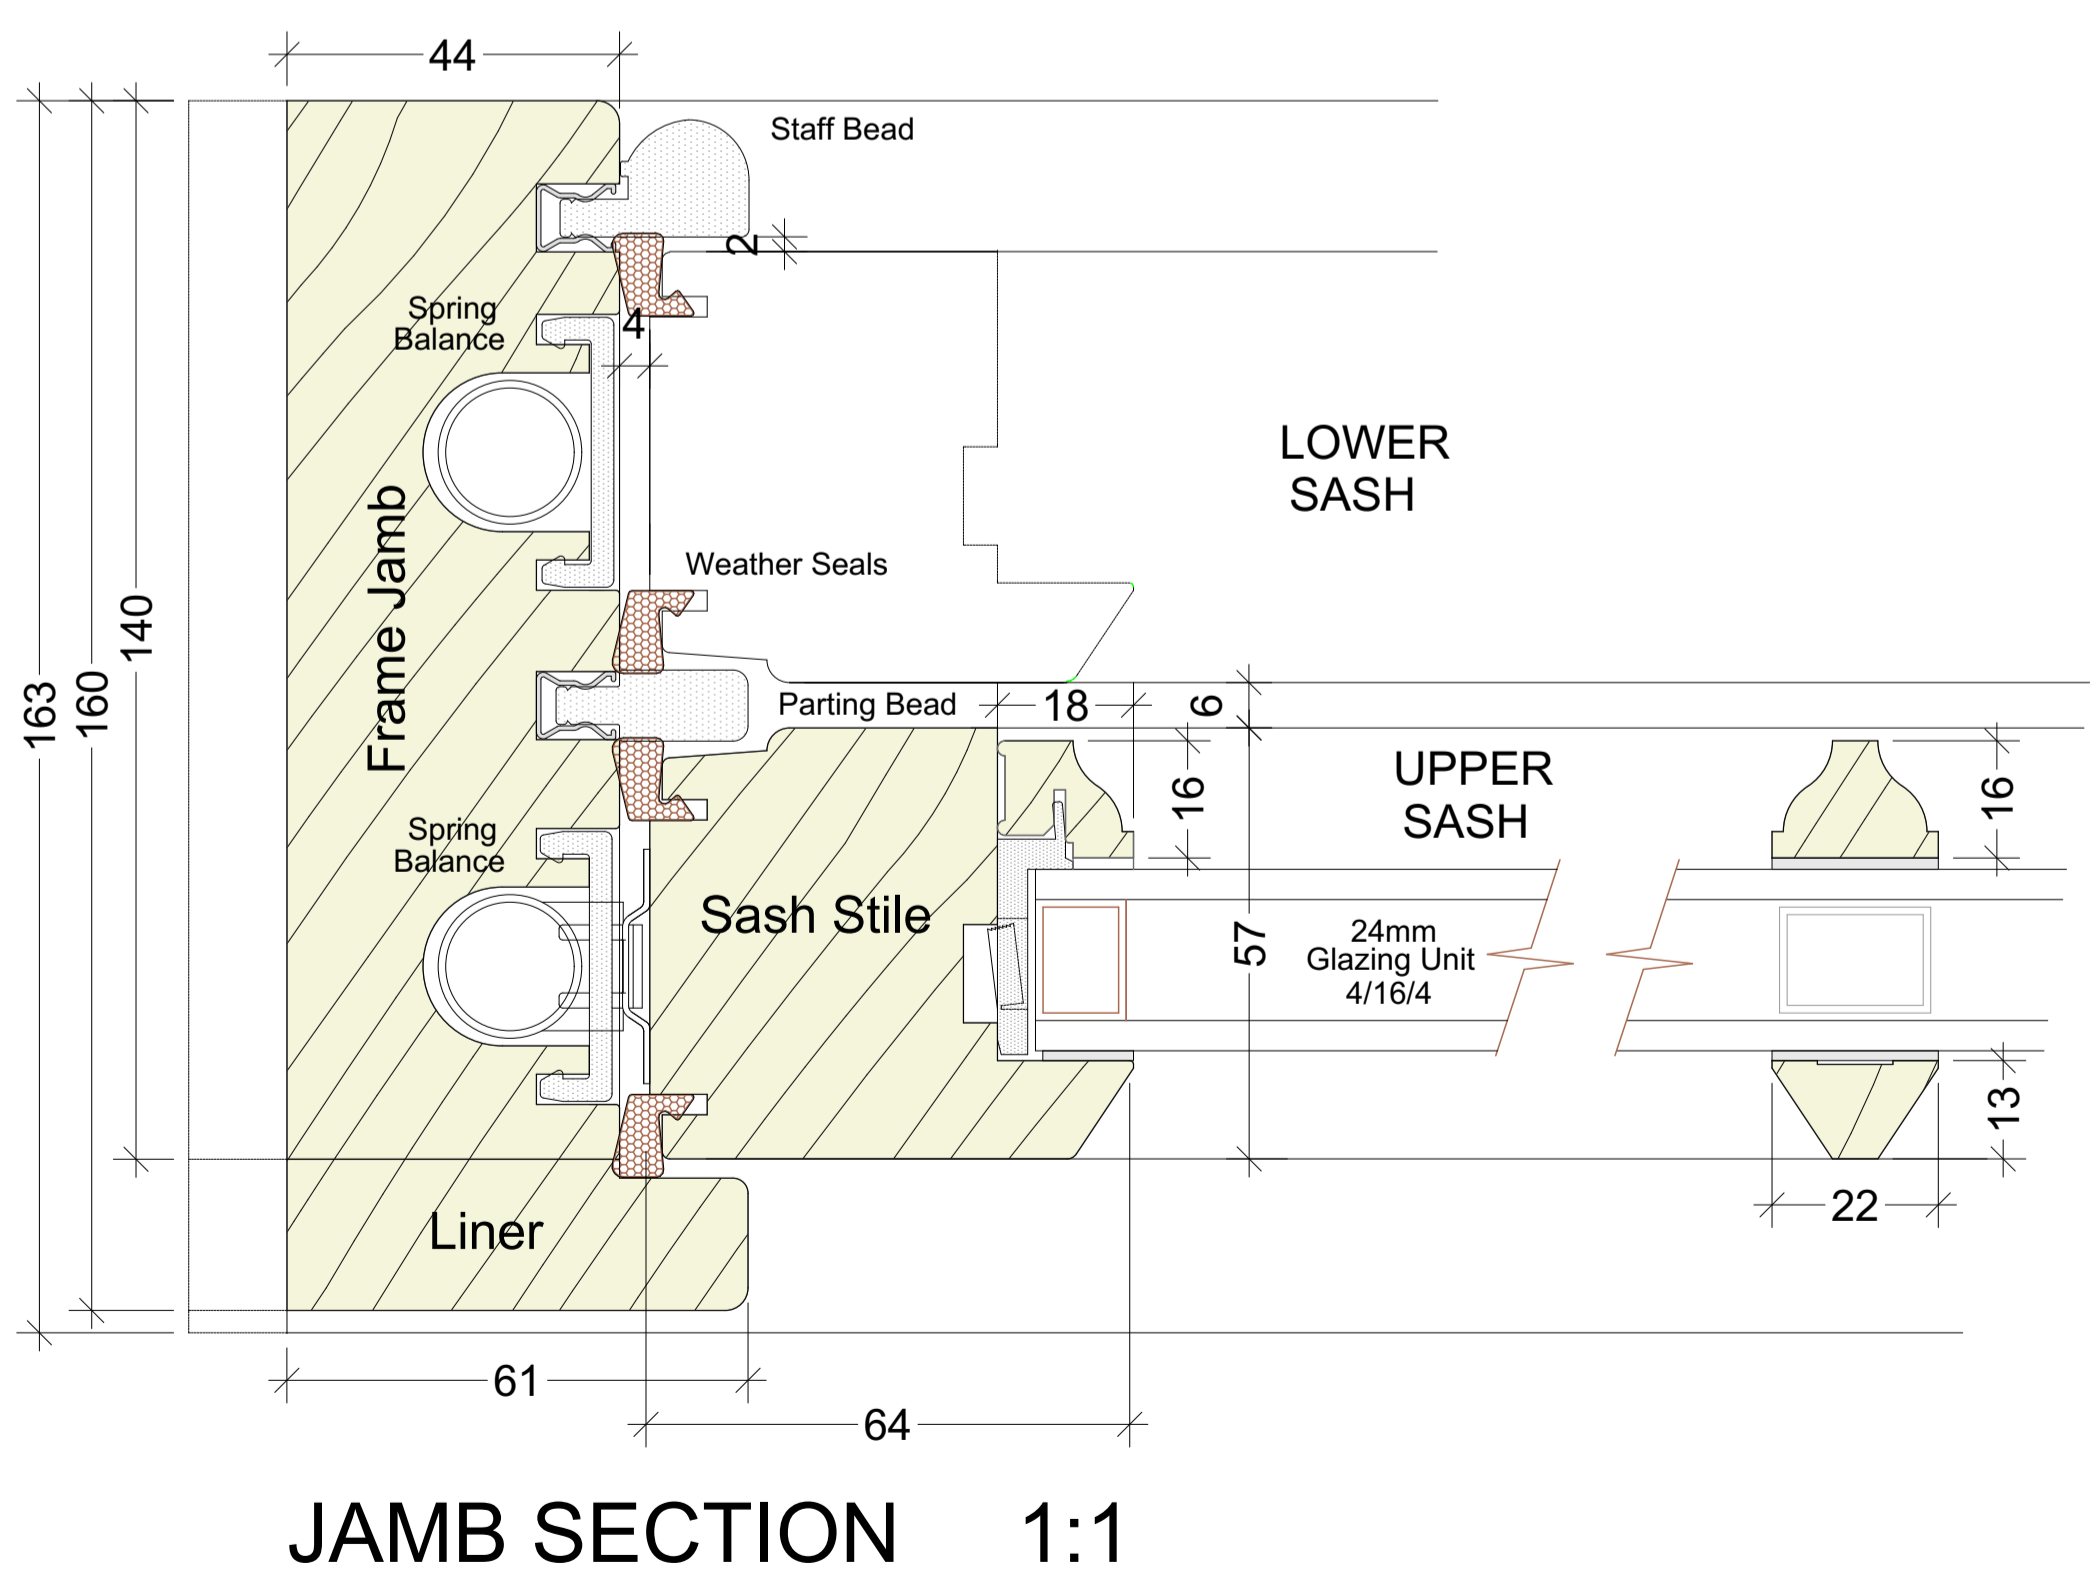 44
Staff Bead
2
Spring
Balance
4
LOWER
SASH
Frame Jamb
Weather Seals
163
160
140
Parting Bead
18
6
16
UPPER
SASH
16
Spring
Balance
Sash Stile
57
24mm
Glazing Unit
4/16/4
13
22
Liner
61
64
JAMB SECTION 1:1